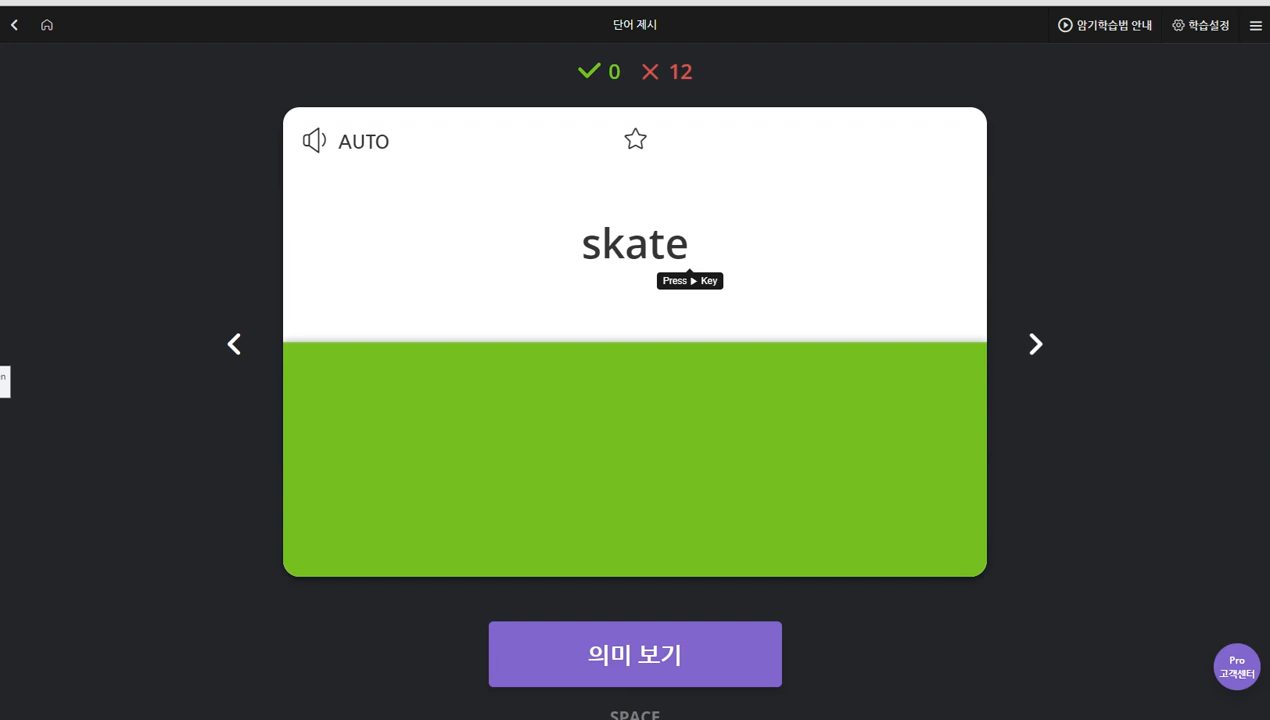 단어 제시
암기학습법 안내
학습설정
0
12
AUTO
skate
Press ▶ Key
en
의미 보기
Pro
고객센터
SPACE